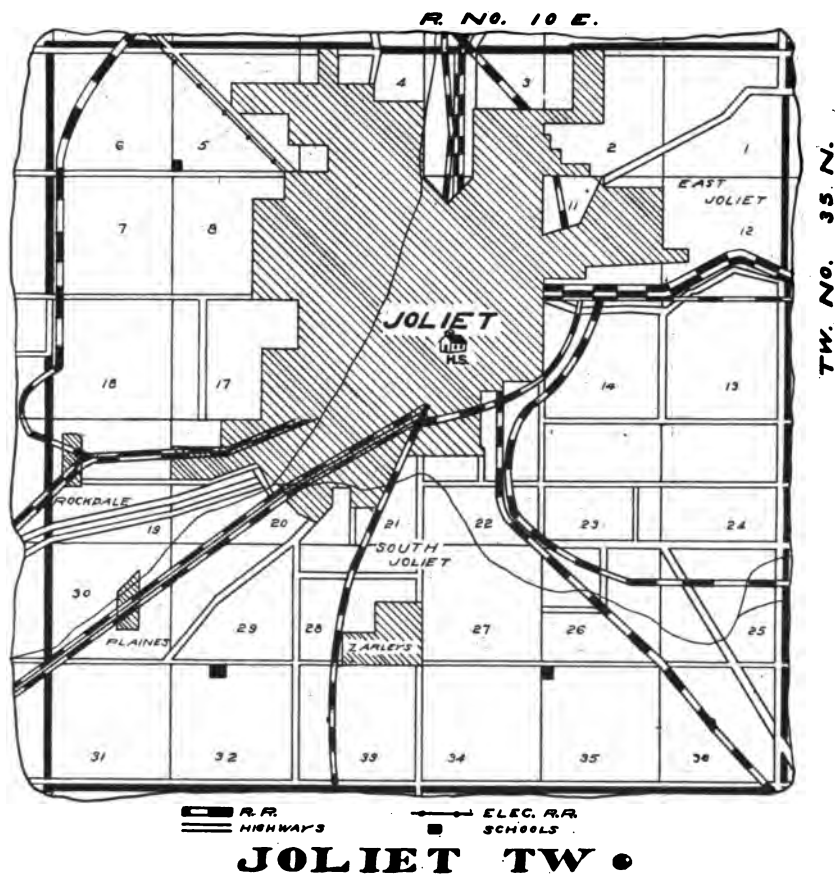 R. NO. 10 E.
TW. NO. 35 N.
6 5 4 3 2 1
EAST JOLIET
7 8 11 12
JOLIET
H.S.
18 17 14 13
ROCKDALE
19 20 21 22 23 24
SOUTH JOLIET
30 29 28 27 26 25
PLAINES
ZARLEYS
31 32 33 34 35 36
R.R.
ELEC. R.R.
HIGHWAYS
SCHOOLS
JOLIET TW.